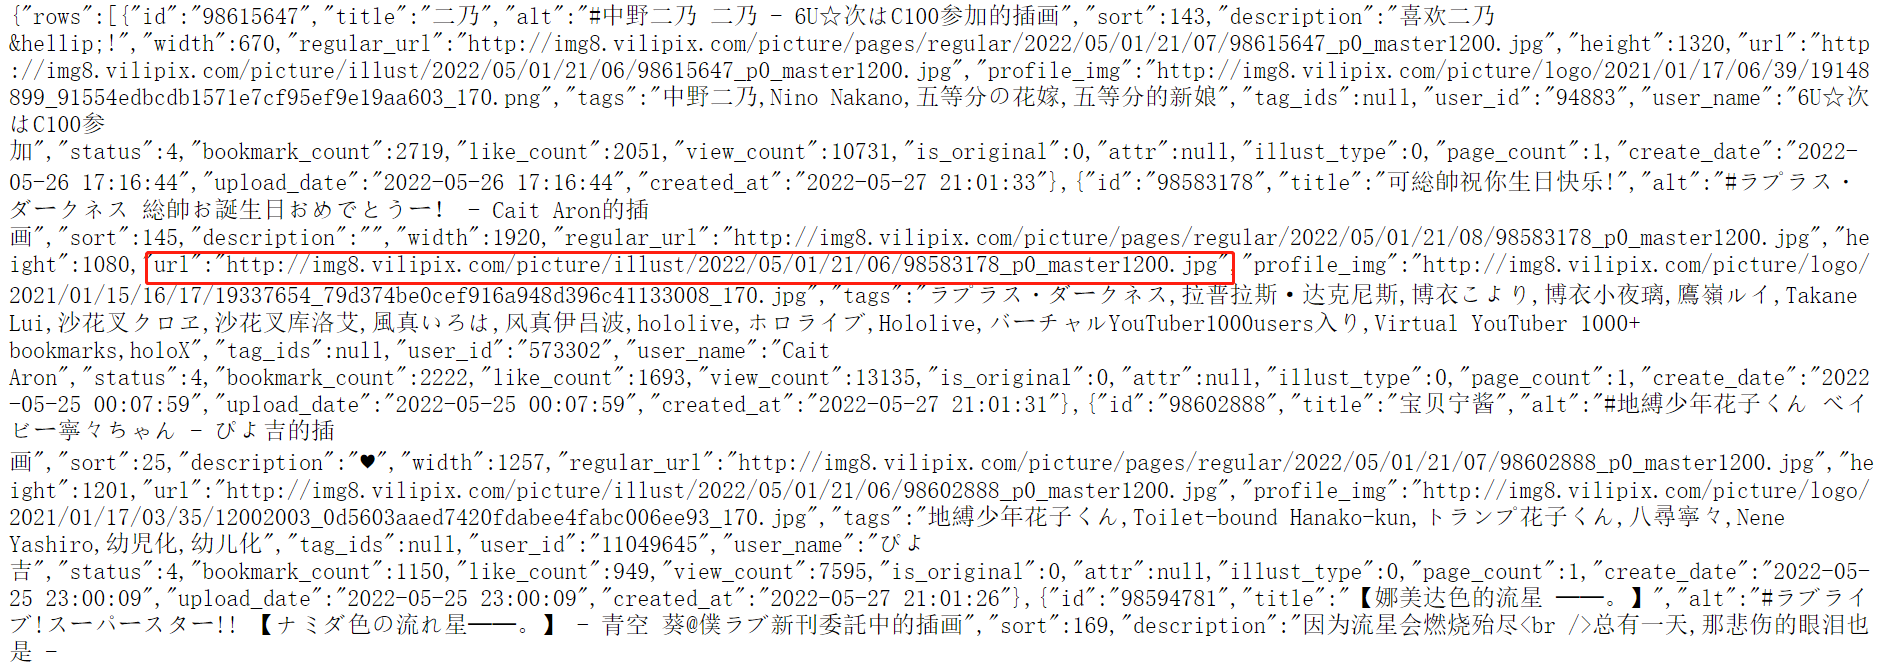 {"rows":[{"id":"98615647","title":"二乃","alt":"#中野二乃 二乃 - 6U☆次はC100参加的插画","sort":143,"description":"喜欢二乃
&hellip;!","width":670,"regular_url":"http://img8.vilipix.com/picture/pages/regular/2022/05/01/21/07/98615647_p0_master1200.jpg","height":1320,"url":"http
://img8.vilipix.com/picture/illust/2022/05/01/21/06/98615647_p0_master1200.jpg","profile_img":"http://img8.vilipix.com/picture/logo/2021/01/17/06/39/19148
899_91554edbcdb1571e7cf95ef9e19aa603_170.png","tags":"中野二乃,Nino Nakano,五等分の花嫁,五等分的新娘","tag_ids":null,"user_id":"94883","user_name":"6U☆次
はC100参
加","status":4,"bookmark_count":2719,"like_count":2051,"view_count":10731,"is_original":0,"attr":null,"illust_type":0,"page_count":1,"create_date":"2022-
05-26 17:16:44","upload_date":"2022-05-26 17:16:44","created_at":"2022-05-27 21:01:33"},{"id":"98583178","title":"可総帥祝你生日快乐!","alt":"#ラプラス・
ダークネス 総帥お誕生日おめでとうー! - Cait Aron的插
画","sort":145,"description":"","width":1920,"regular_url":"http://img8.vilipix.com/picture/pages/regular/2022/05/01/21/08/98583178_p0_master1200.jpg","he
ight":1080,"url":"http://img8.vilipix.com/picture/illust/2022/05/01/21/06/98583178_p0_master1200.jpg","profile_img":"http://img8.vilipix.com/picture/logo/
2021/01/15/16/17/19337654_79d374be0cef916a948d396c41133008_170.jpg","tags":"ラプラス・ダークネス,拉普拉斯·达克尼斯,博衣こより,博衣小夜璃,鷹嶺ルイ,Takane
Lui,沙花叉クロヱ,沙花叉库洛艾,風真いろは,风真伊吕波,hololive,ホロライブ,Hololive,バーチャルYouTuber1000users入り,Virtual YouTuber 1000+
bookmarks,holoX","tag_ids":null,"user_id":"573302","user_name":"Cait
Aron","status":4,"bookmark_count":2222,"like_count":1693,"view_count":13135,"is_original":0,"attr":null,"illust_type":0,"page_count":1,"create_date":"2022
-05-25 00:07:59","upload_date":"2022-05-25 00:07:59","created_at":"2022-05-27 21:01:31"},{"id":"98602888","title":"宝贝宁酱","alt":"#地縛少年花子くん ベイ
ビー寧々ちゃん - ぴよ吉的插
画","sort":25,"description":"♥","width":1257,"regular_url":"http://img8.vilipix.com/picture/pages/regular/2022/05/01/21/07/98602888_p0_master1200.jpg","he
ight":1201,"url":"http://img8.vilipix.com/picture/illust/2022/05/01/21/06/98602888_p0_master1200.jpg","profile_img":"http://img8.vilipix.com/picture/logo/
2021/01/17/03/35/12002003_0d5603aaed7420fdabee4fabc006ee93_170.jpg","tags":"地縛少年花子くん,Toilet-bound Hanako-kun,トランプ花子くん,八尋寧々,Nene
Yashiro,幼児化,幼儿化","tag_ids":null,"user_id":"11049645","user_name":"ぴよ
吉","status":4,"bookmark_count":1150,"like_count":949,"view_count":7595,"is_original":0,"attr":null,"illust_type":0,"page_count":1,"create_date":"2022-05-
25 23:00:09","upload_date":"2022-05-25 23:00:09","created_at":"2022-05-27 21:01:26"},{"id":"98594781","title":"【娜美达色的流星 ——。】","alt":"#ラブライ
ブ!スーパースター!! 【ナミダ色の流れ星——。】 - 青空 葵@僕ラブ新刊委託中的插画","sort":169,"description":"因为流星会燃烧殆尽<br />总有一天,那悲伤的眼泪也
是 -